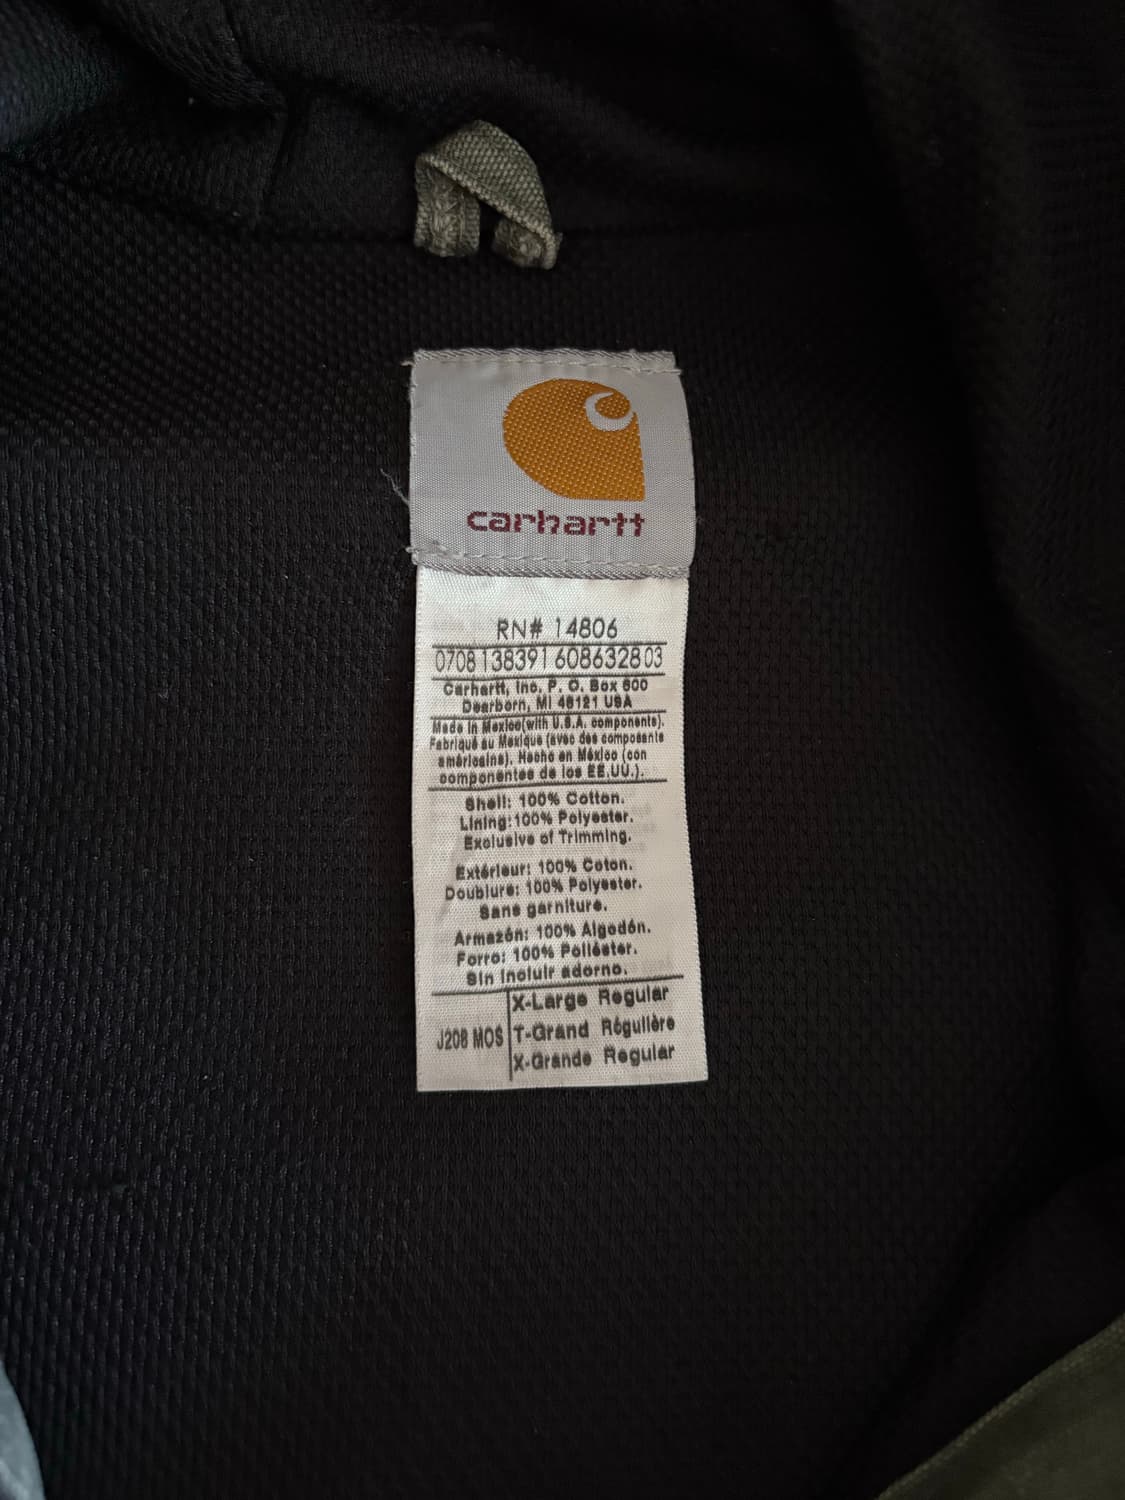 carhartt
RN# 14806
0708 138391 6086328 03
Carhartt, Inc. P. O. Box 600
Dearborn, MI 48121 USA
Made in Mexico(with U.S.A. components).
Fabriqué au Mexique (avec des composants
américains). Hecho en México (con
componentes de los EE.UU.).
Shell: 100% Cotton.
Lining:100% Polyester.
Exclusive of Trimming.
Extérieur: 100% Coton.
Doublure: 100% Polyester.
Sans garniture.
Armazón: 100% Algodón.
Forro: 100% Poliéster.
Sin incluir adorno.
X-Large Regular
J208 MOS T-Grand Régulière
X-Grande Regular